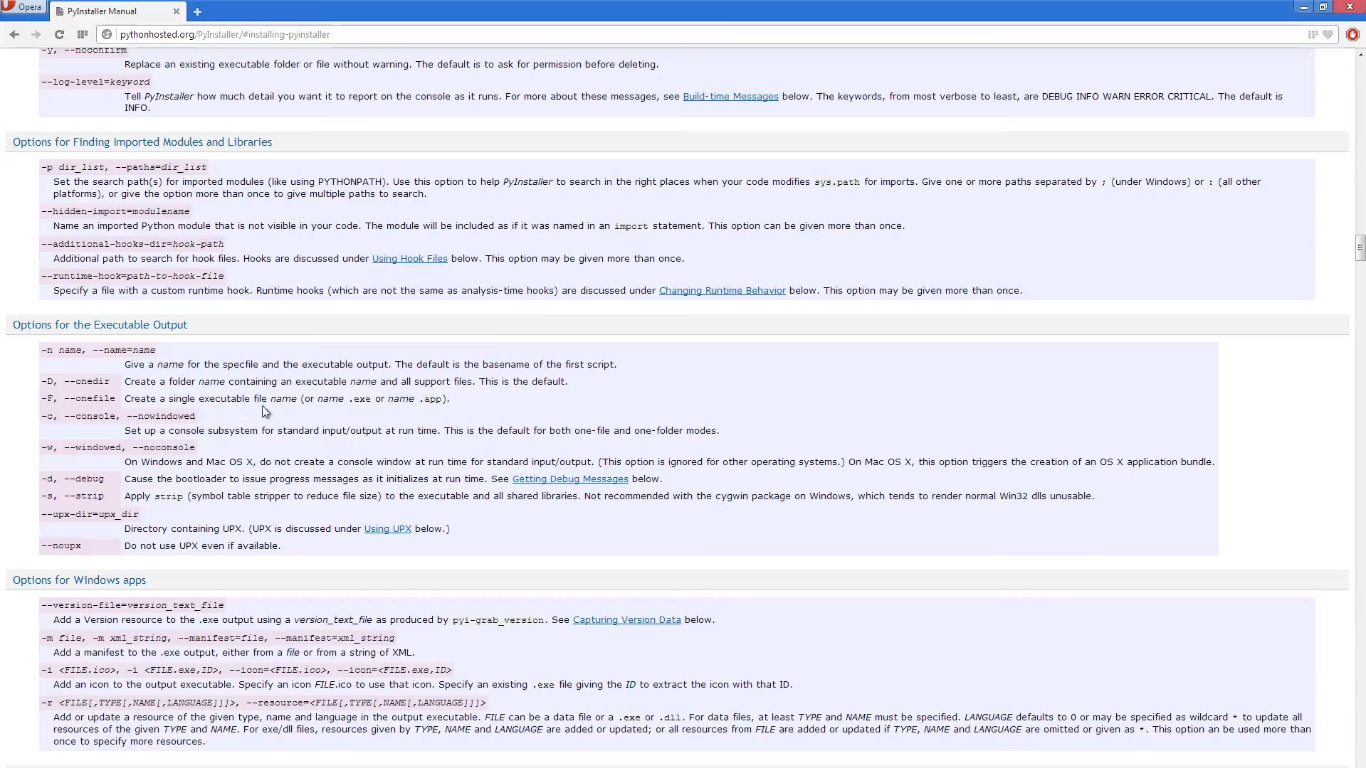 Opera
PyInstaller Manual
pythonhosted.org/PyInstaller/#installing-pyinstaller
-y, --noconfirm
Replace an existing executable folder or file without warning. The default is to ask for permission before deleting.
--log-level=keyword
Tell PyInstaller how much detail you want it to report on the console as it runs. For more about these messages, see Build-time Messages below. The keywords, from most verbose to least, are DEBUG INFO WARN ERROR CRITICAL. The default is
INFO.
Options for Finding Imported Modules and Libraries
-p dir_list, --paths=dir_list
Set the search path(s) for imported modules (like using PYTHONPATH). Use this option to help PyInstaller to search in the right places when your code modifies sys.path for imports. Give one or more paths separated by ; (under Windows) or : (all other
platforms), or give the option more than once to give multiple paths to search.
--hidden-import=modulename
Name an imported Python module that is not visible in your code. The module will be included as if it was named in an import statement. This option can be given more than once.
--additional-hooks-dir=hook-path
Additional path to search for hook files. Hooks are discussed under Using Hook Files below. This option may be given more than once.
--runtime-hook=path-to-hook-file
Specify a file with a custom runtime hook. Runtime hooks (which are not the same as analysis-time hooks) are discussed under Changing Runtime Behavior below. This option may be given more than once.
Options for the Executable Output
-n name, --name=name
Give a name for the specfile and the executable output. The default is the basename of the first script.
-D, --onedir Create a folder name containing an executable name and all support files. This is the default.
-F, --onefile Create a single executable file name (or name .exe or name .app).
-c, --console, --nowindowed
Set up a console subsystem for standard input/output at run time. This is the default for both one-file and one-folder modes.
-w, --windowed, --noconsole
On Windows and Mac OS X, do not create a console window at run time for standard input/output. (This option is ignored for other operating systems.) On Mac OS X, this option triggers the creation of an OS X application bundle.
-d, --debug Cause the bootloader to issue progress messages as it initializes at run time. See Getting Debug Messages below.
-s, --strip Apply strip (symbol table stripper to reduce file size) to the executable and all shared libraries. Not recommended with the cygwin package on Windows, which tends to render normal Win32 dlls unusable.
--upx-dir=upx_dir
Directory containing UPX. (UPX is discussed under Using UPX below.)
--noupx Do not use UPX even if available.
Options for Windows apps
--version-file=version_text_file
Add a Version resource to the .exe output using a version_text_file as produced by pyi-grab_version. See Capturing Version Data below.
-m file, -m xml_string, --manifest=file, --manifest=xml_string
Add a manifest to the .exe output, either from a file or from a string of XML.
-i <FILE.ico>, -i <FILE.exe,ID>, --icon=<FILE.ico>, --icon=<FILE.exe,ID>
Add an icon to the output executable. Specify an icon FILE.ico to use that icon. Specify an existing .exe file giving the ID to extract the icon with that ID.
-r <FILE[,TYPE[,NAME[,LANGUAGE]]]>, --resource=<FILE[,TYPE[,NAME[,LANGUAGE]]]>
Add or update a resource of the given type, name and language in the output executable. FILE can be a data file or a .exe or .dll. For data files, at least TYPE and NAME must be specified. LANGUAGE defaults to 0 or may be specified as wildcard * to update all
resources of the given TYPE and NAME. For exe/dll files, resources given by TYPE, NAME and LANGUAGE are added or updated; or all resources from FILE are added or updated if TYPE, NAME and LANGUAGE are omitted or given as *. This option an be used more than
once to specify more resources.